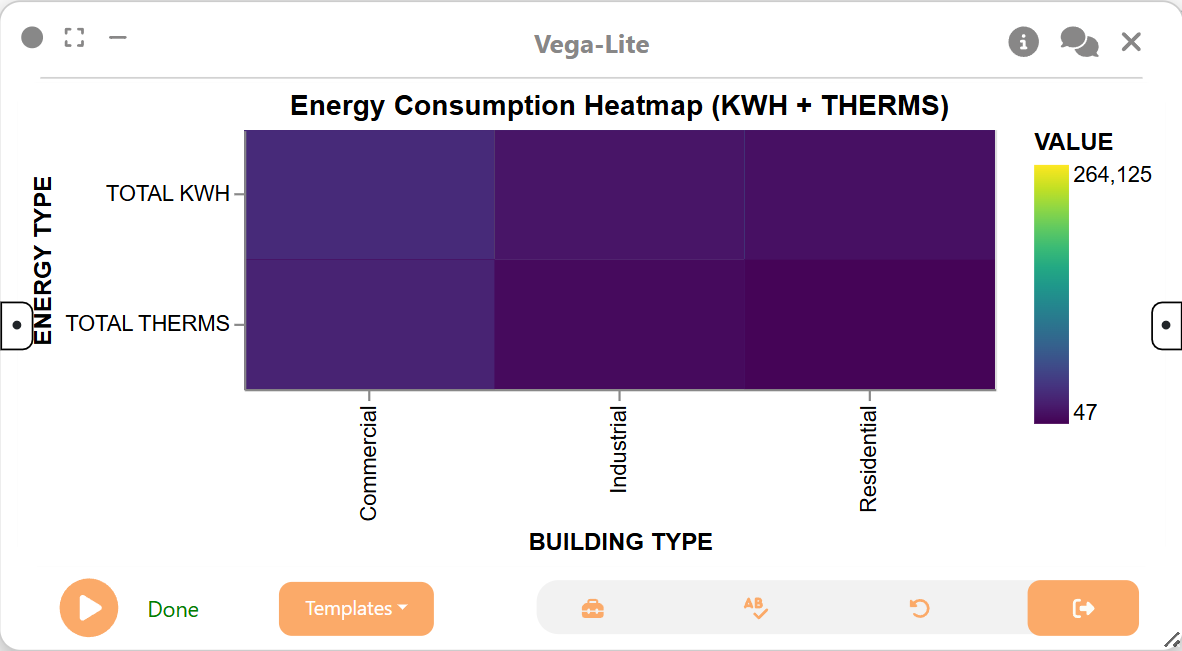 Vega-Lite
Energy Consumption Heatmap (KWH + THERMS)
VALUE
264,125
47
ENERGY TYPE
TOTAL KWH
TOTAL THERMS
Commercial
Industrial
Residential
BUILDING TYPE
Done
Templates
AB